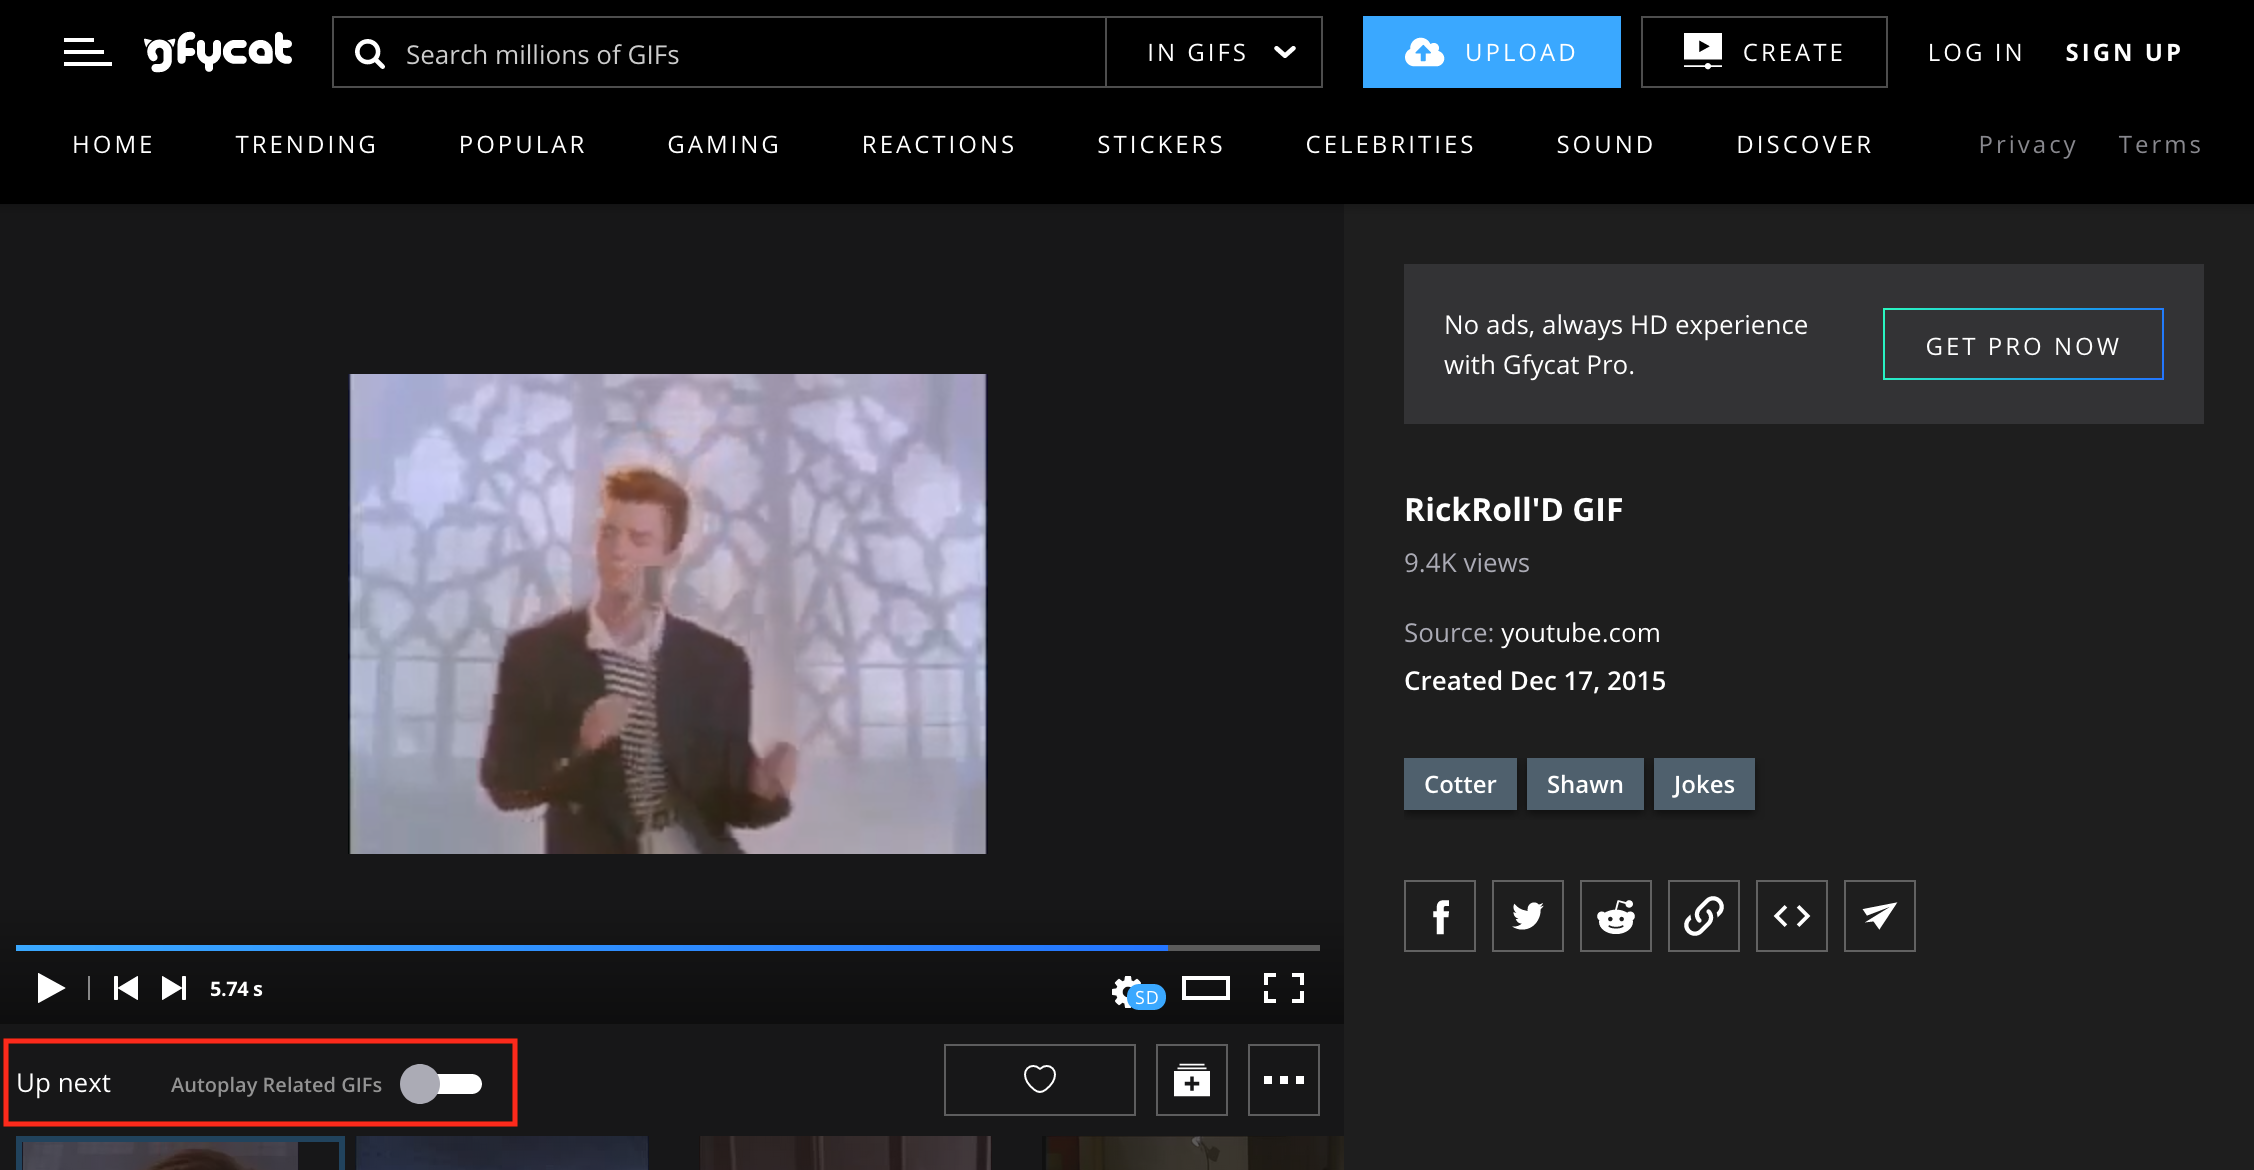 gfycat
Search millions of GIFs
IN GIFS
UPLOAD
CREATE
LOG IN
SIGN UP
HOME
TRENDING
POPULAR
GAMING
REACTIONS
STICKERS
CELEBRITIES
SOUND
DISCOVER
Privacy
Terms
No ads, always HD experience
with Gfycat Pro.
GET PRO NOW
RickRoll'D GIF
9.4K views
Source: youtube.com
Created Dec 17, 2015
Cotter
Shawn
Jokes
5.74 s
SD
Up next
Autoplay Related GIFs